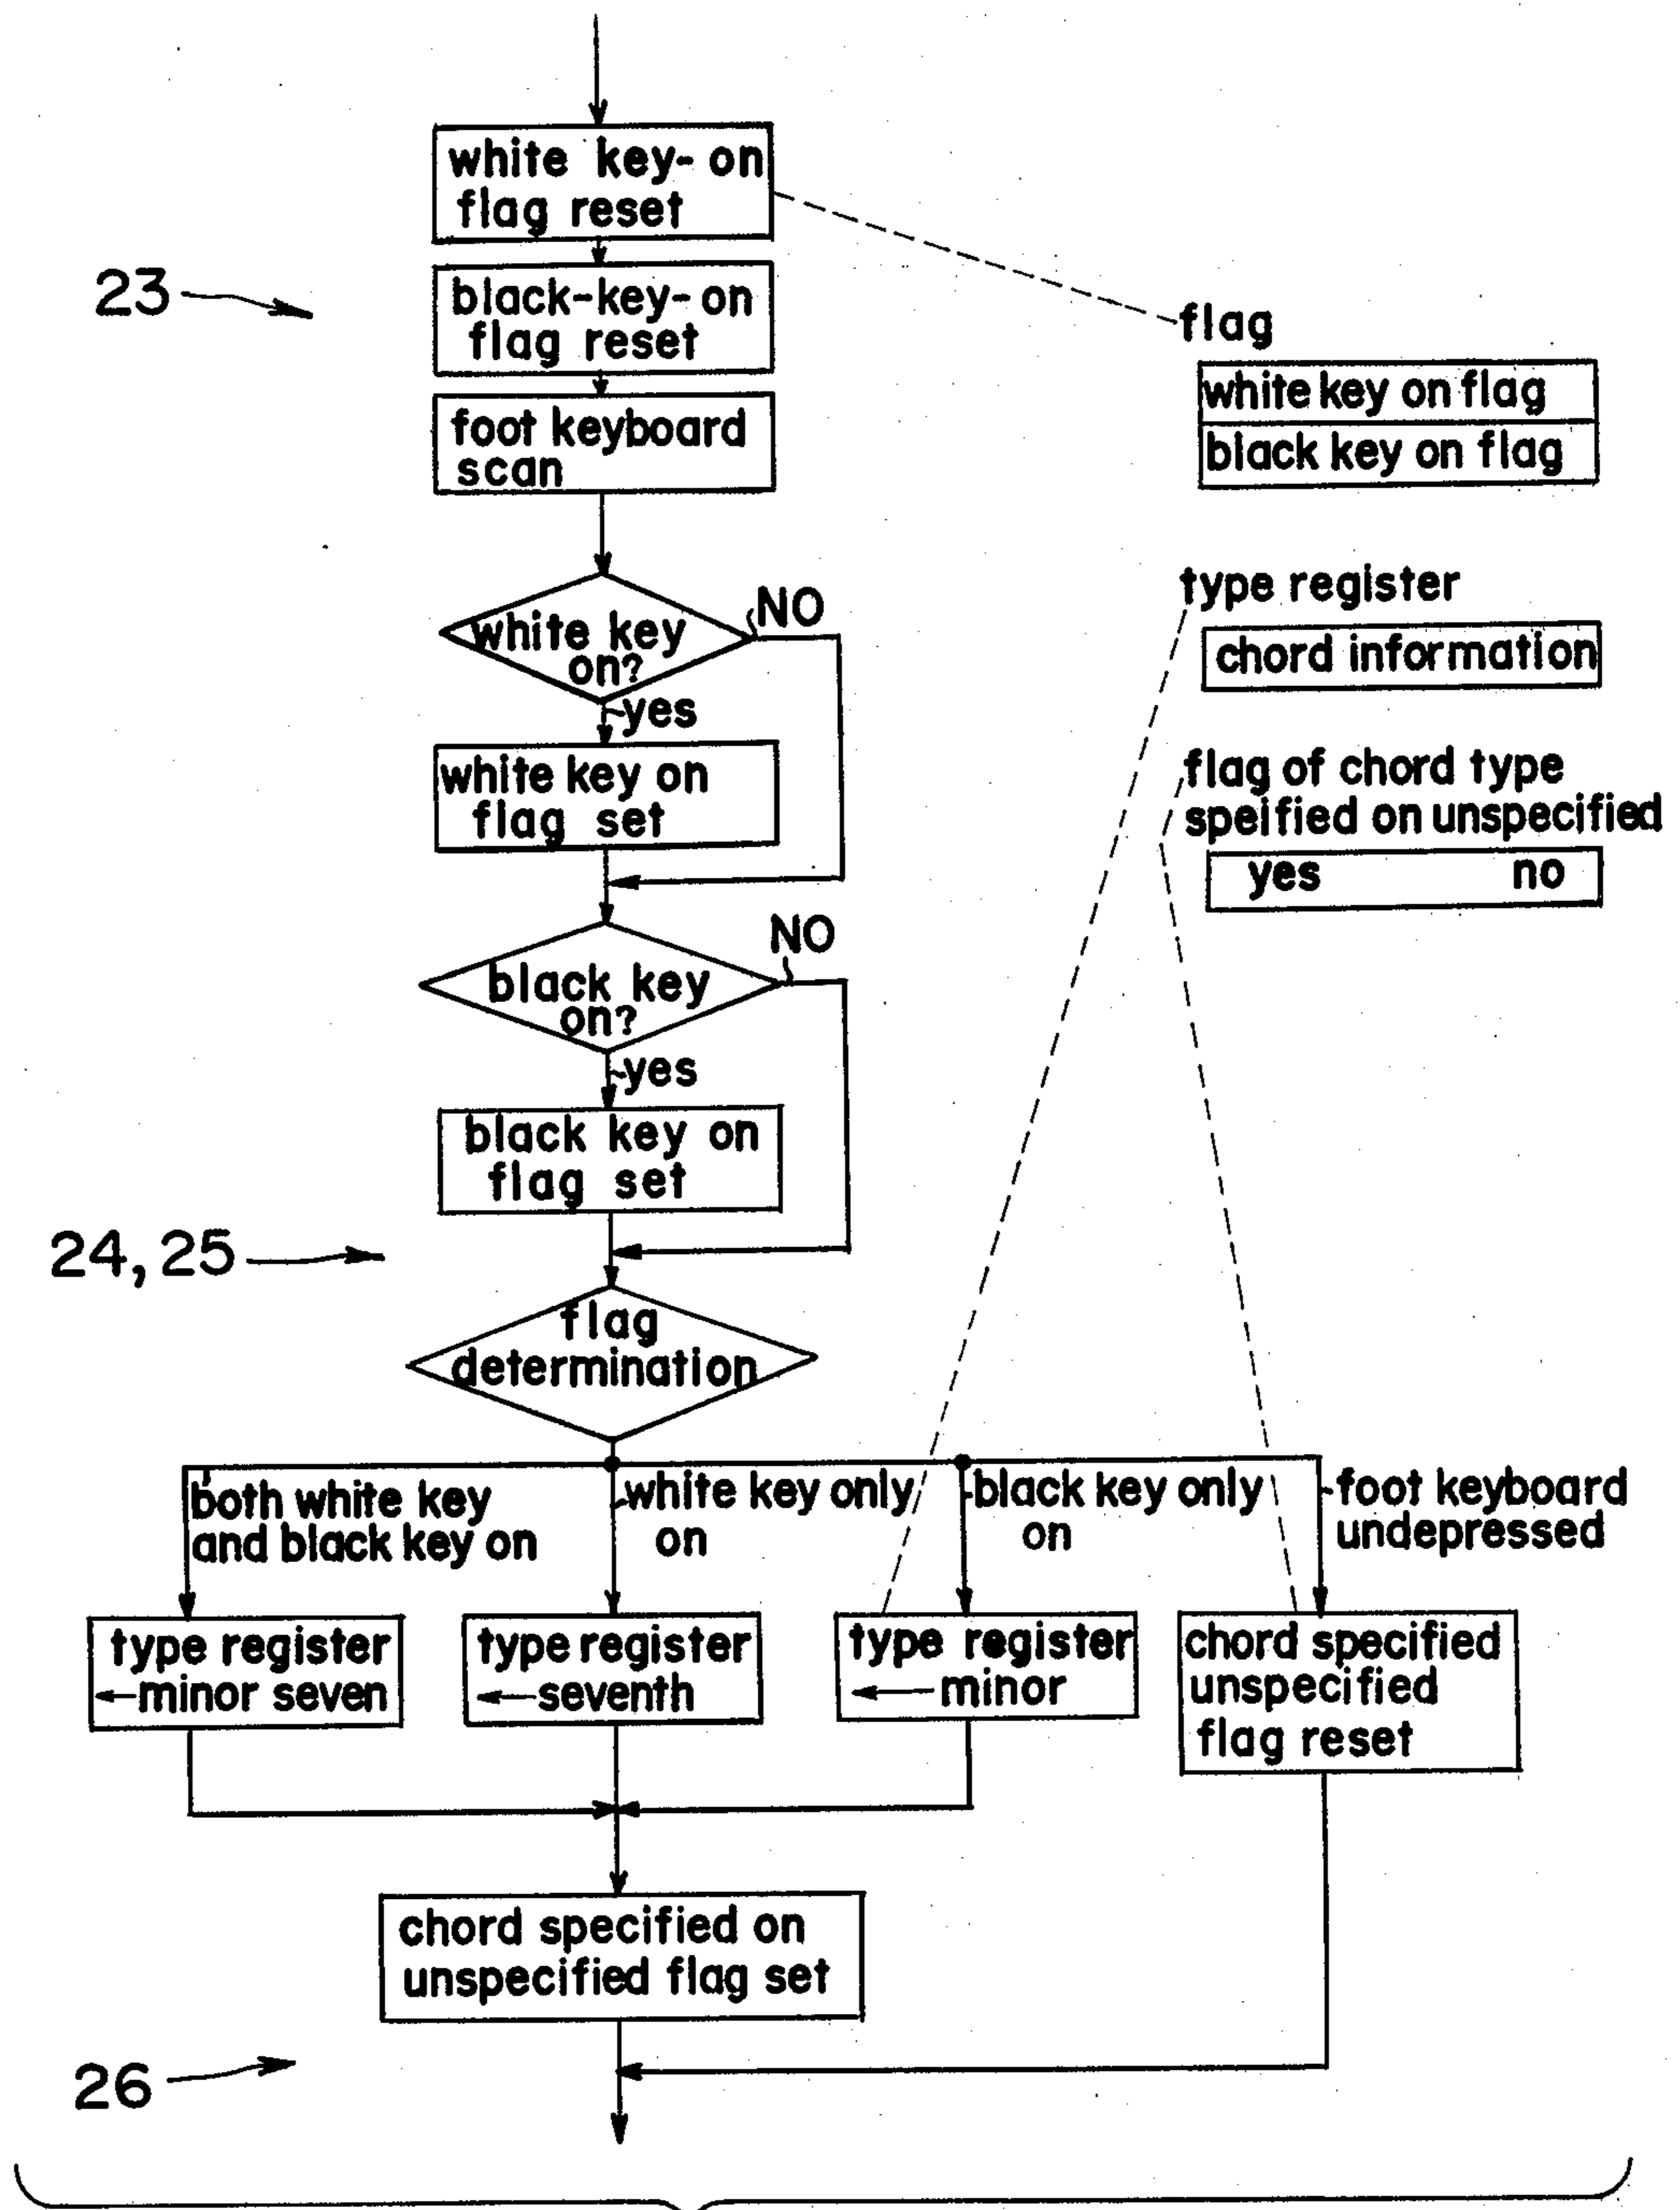 white key-on
flag reset
23
black-key-on
flag reset
flag
white key on flag
black key on flag
foot keyboard
scan
type register
chord information
white key
on?
NO
yes
white key on
flag set
flag of chord type
speified on unspecified
yes no
black key
on?
NO
yes
black key on
flag set
24, 25
flag
determination
both white key
and black key on
white key only
on
black key only
on
foot keyboard
undepressed
type register
←minor seven
type register
←seventh
type register
←minor
chord specified
unspecified
flag reset
chord specified on
unspecified flag set
26